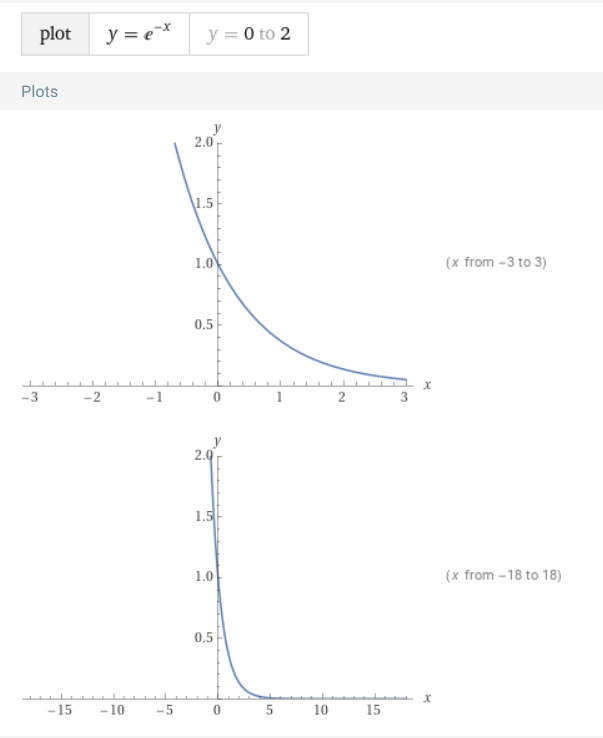 plot y = e^−x y = 0 to 2
Plots
y
2.0
1.5
1.0
(x from −3 to 3)
0.5
x
−3 −2 −1 0 1 2 3
y
2.0
1.5
1.0
(x from −18 to 18)
0.5
x
−15 −10 −5 0 5 10 15